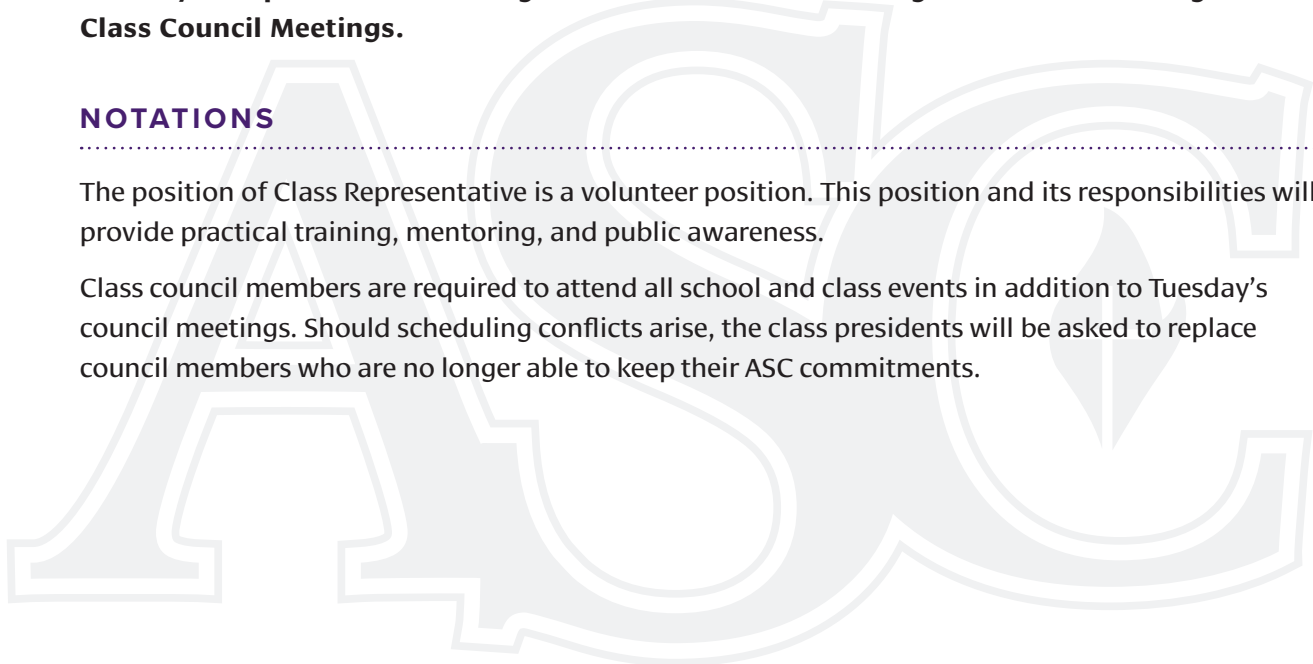 Class Council Meetings.
NOTATIONS
The position of Class Representative is a volunteer position. This position and its responsibilities will
provide practical training, mentoring, and public awareness.
Class council members are required to attend all school and class events in addition to Tuesday’s
council meetings. Should scheduling conflicts arise, the class presidents will be asked to replace
council members who are no longer able to keep their ASC commitments.
ASC